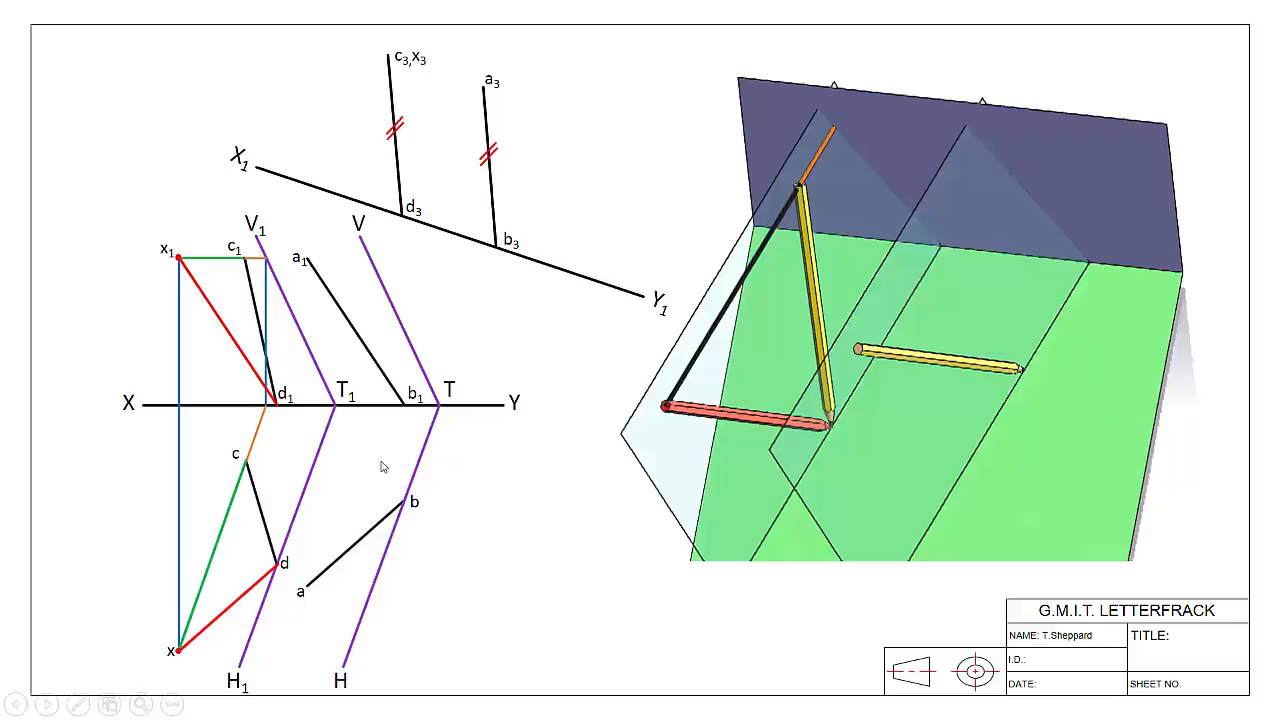 c3,x3
a3
X1
d3
b3
V1
V
x1
c1
a1
Y1
X
d1
T1
b1
T
Y
c
b
d
a
x
H1
H
G.M.I.T. LETTERFRACK
NAME: T.Sheppard
TITLE:
I.D.:
DATE:
SHEET NO.